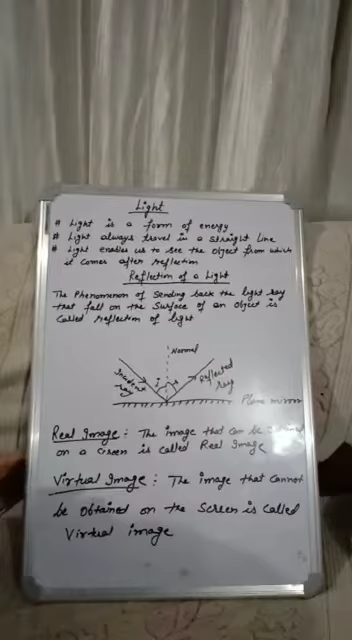 Light
# Light is a form of energy
# Light always travel in a straight line
# Light enables us to see the object from which
it comes after reflection
Reflection of a Light
The Phenomenon of Sending back the light ray
that fall on the Surface of an object is
called reflection of light
Normal
Incident ray
i
r
Reflected ray
Plane mirror
Real Image : The image that can be
on a Screen is called Real Image
Virtual Image : The image that cannot
be obtained on the Screen is called
Virtual image